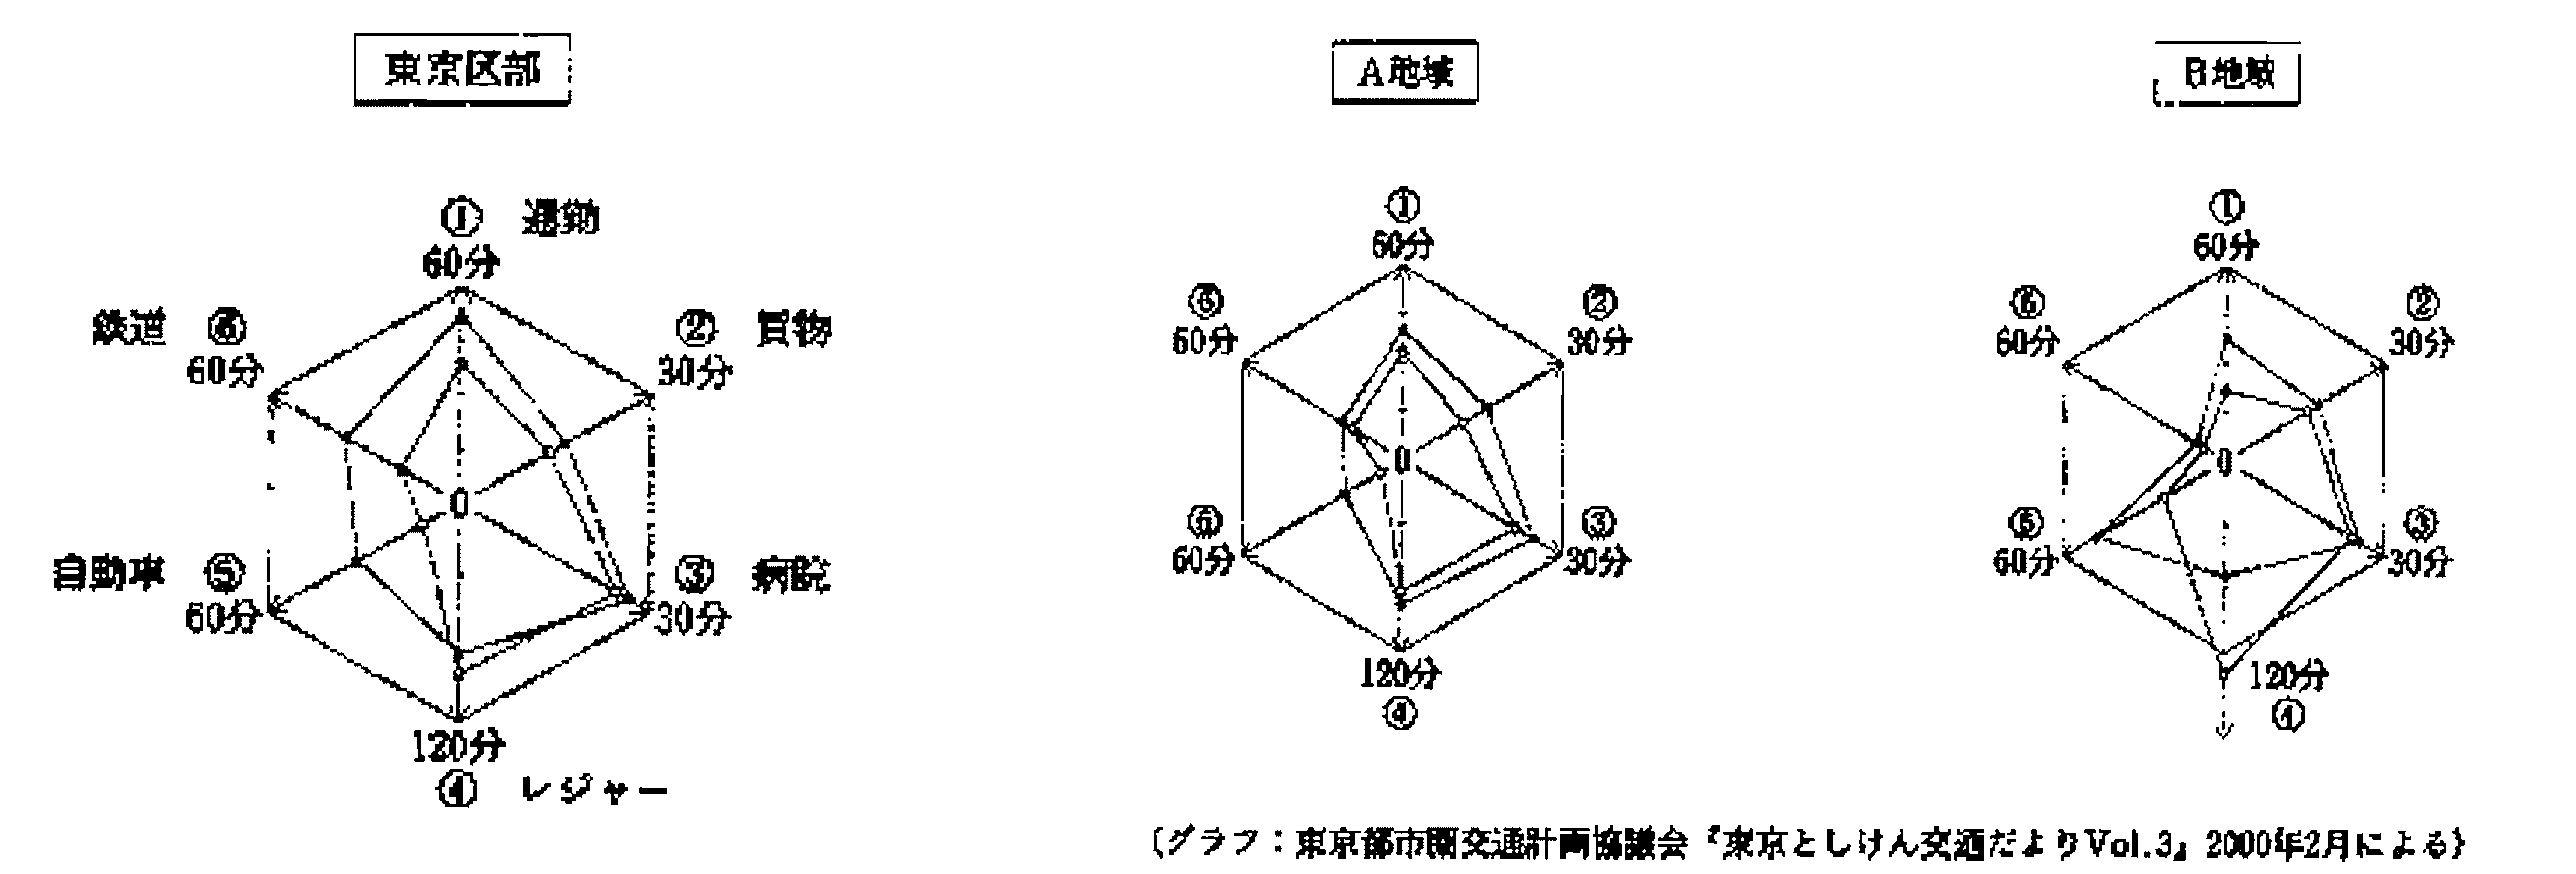 東京区部
A地域
B地域
① 通勤
60分
鉄道 ⑥
60分
② 買物
30分
0
自動車 ⑤
60分
③ 病院
30分
120分
④ レジャー
①
60分
⑥
60分
②
30分
0
⑤
60分
③
30分
120分
④
①
60分
⑥
60分
②
30分
0
⑤
60分
③
30分
120分
④
(グラフ:東京都市圏交通計画協議会『東京としけん交通だよりVol.3』2000年2月による)